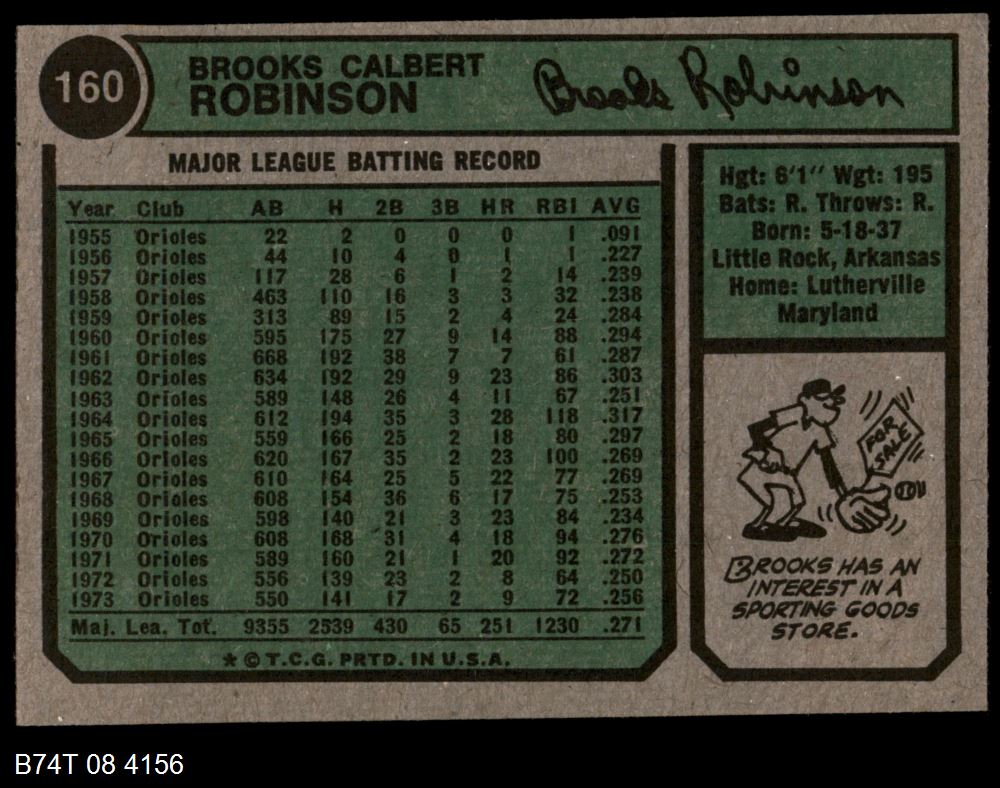 160
BROOKS CALBERT
ROBINSON
Brooks Robinson
MAJOR LEAGUE BATTING RECORD
Year Club AB H 2B 3B HR RBI AVG
1955 Orioles 22 2 0 0 0 1 .091
1956 Orioles 44 10 4 0 1 1 .227
1957 Orioles 117 28 6 1 2 14 .239
1958 Orioles 463 110 16 3 3 32 .238
1959 Orioles 313 89 15 2 4 24 .284
1960 Orioles 595 175 27 9 14 88 .294
1961 Orioles 668 192 38 7 7 61 .287
1962 Orioles 634 192 29 9 23 86 .303
1963 Orioles 589 148 26 4 11 67 .251
1964 Orioles 612 194 35 3 28 118 .317
1965 Orioles 559 166 25 2 18 80 .297
1966 Orioles 620 167 35 2 23 100 .269
1967 Orioles 610 164 25 5 22 77 .269
1968 Orioles 608 154 36 6 17 75 .253
1969 Orioles 598 140 21 3 23 84 .234
1970 Orioles 608 168 31 4 18 94 .276
1971 Orioles 589 160 21 1 20 92 .272
1972 Orioles 556 139 23 2 8 64 .250
1973 Orioles 550 141 17 2 9 72 .256
Maj. Lea. Tot. 9355 2539 430 65 251 1230 .271
* © T.C.G. PRTD. IN U.S.A.
Hgt: 6'1" Wgt: 195
Bats: R. Throws: R.
Born: 5-18-37
Little Rock, Arkansas
Home: Lutherville
Maryland
FOR
SALE
BROOKS HAS AN
INTEREST IN A
SPORTING GOODS
STORE.
B74T 08 4156